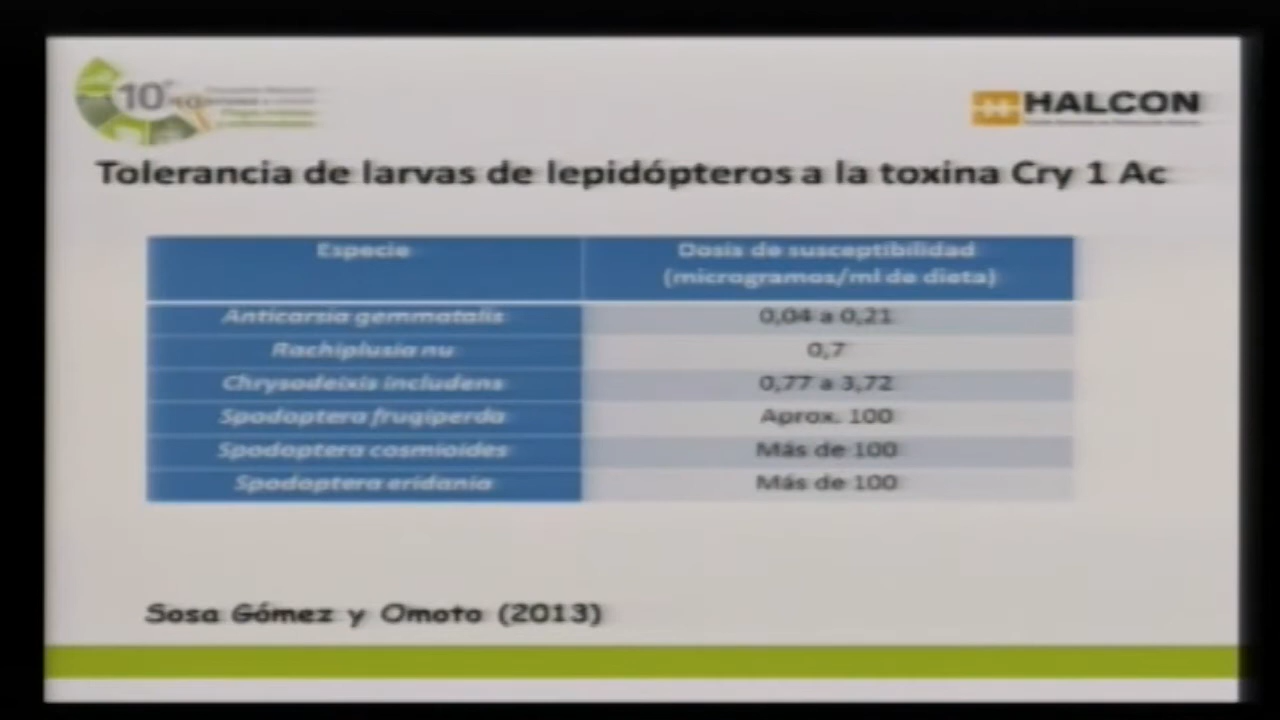 10°
HALCON
Tolerancia de larvas de lepidópteros a la toxina Cry 1 Ac
Especie
Dosis de susceptibilidad
(microgramos/ml de dieta)
Anticarsia gemmatalis
0,04 a 0,21
Rachiplusia nu
0,7
Chrysodeixis includens
0,77 a 3,72
Spodoptera frugiperda
Aprox. 100
Spodoptera cosmioides
Más de 100
Spodoptera eridania
Más de 100
Sosa Gómez y Omoto (2013)